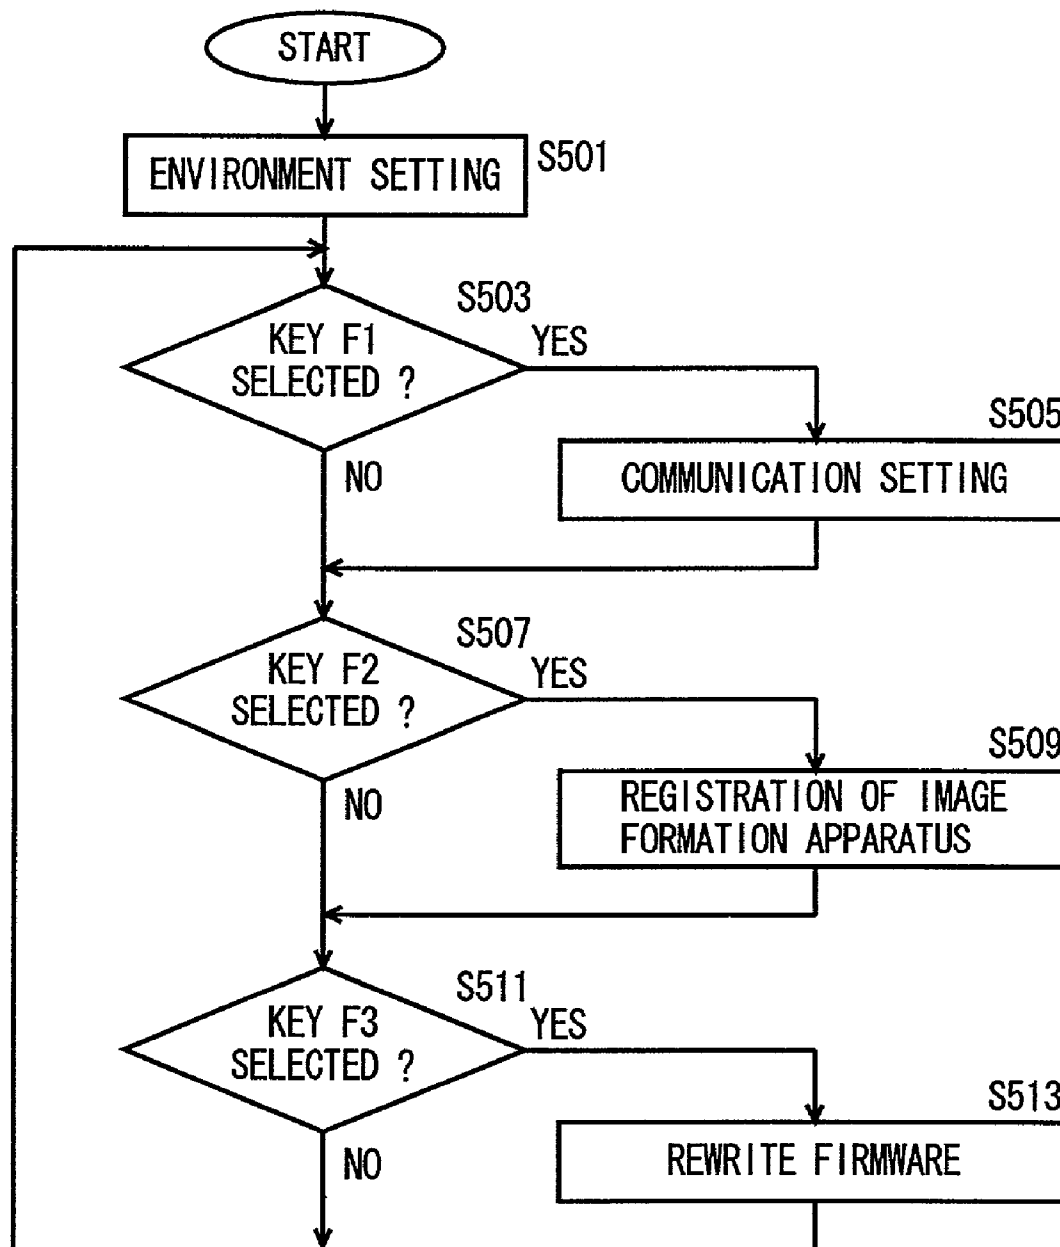 START
ENVIRONMENT SETTING
S501
S503
KEY F1
SELECTED ?
YES
NO
S505
COMMUNICATION SETTING
S507
KEY F2
SELECTED ?
YES
NO
S509
REGISTRATION OF IMAGE
FORMATION APPARATUS
S511
KEY F3
SELECTED ?
YES
NO
S513
REWRITE FIRMWARE